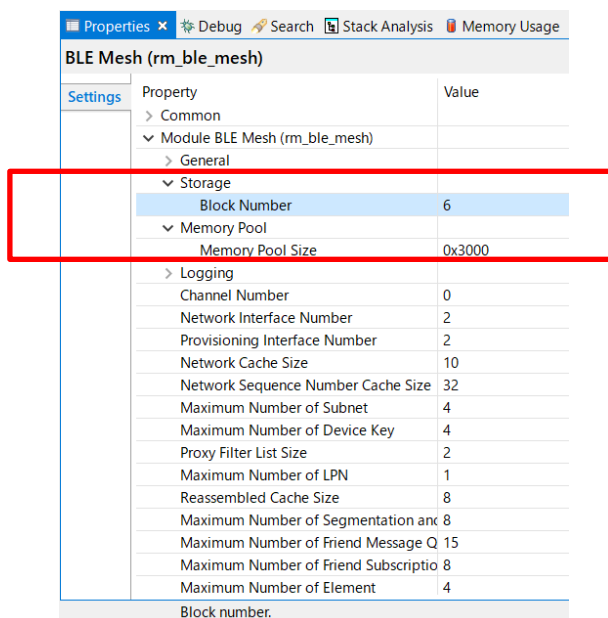 Properties × Debug Search Stack Analysis Memory Usage
BLE Mesh (rm_ble_mesh)
Settings
Property Value
Common
Module BLE Mesh (rm_ble_mesh)
General
Storage
Block Number 6
Memory Pool
Memory Pool Size 0x3000
Logging
Channel Number 0
Network Interface Number 2
Provisioning Interface Number 2
Network Cache Size 10
Network Sequence Number Cache Size 32
Maximum Number of Subnet 4
Maximum Number of Device Key 4
Proxy Filter List Size 2
Maximum Number of LPN 1
Reassembled Cache Size 8
Maximum Number of Segmentation and 8
Maximum Number of Friend Message Q 15
Maximum Number of Friend Subscriptio 8
Maximum Number of Element 4
Block number.